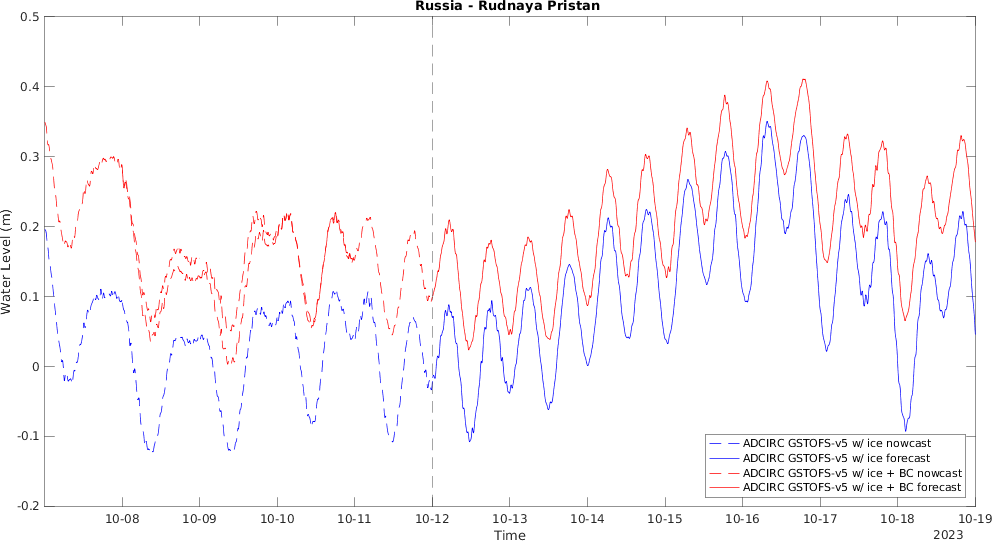 Russia - Rudnaya Pristan
0.5
0.4
0.3
0.2
0.1
0
-0.1
-0.2
Water Level (m)
ADCIRC GSTOFS-v5 w/ ice nowcast
ADCIRC GSTOFS-v5 w/ ice forecast
ADCIRC GSTOFS-v5 w/ ice + BC nowcast
ADCIRC GSTOFS-v5 w/ ice + BC forecast
10-08 10-09 10-10 10-11 10-12 10-13 10-14 10-15 10-16 10-17 10-18 10-19
Time
2023